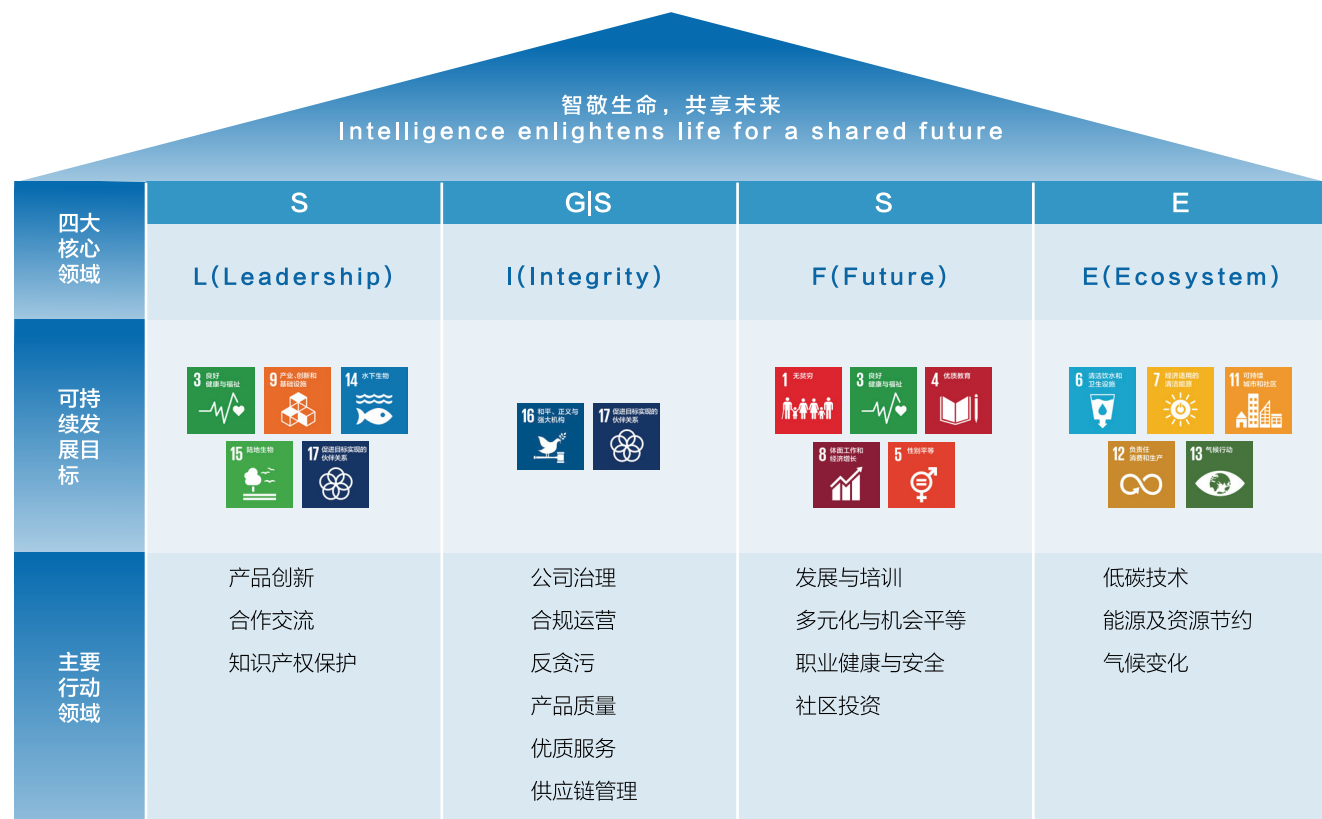 智敬生命，共享未来
Intelligence enlightens life for a shared future
四大
核心
领域
S
G|S
S
E
L(Leadership)
I(Integrity)
F(Future)
E(Ecosystem)
可持
续发
展目
标
3 良好
健康与福祉
9 产业、创新和
基础设施
14 水下生物
15 陆地生物
17 促进目标实现的
伙伴关系
16 和平、正义与
强大机构
17 促进目标实现的
伙伴关系
1 无贫穷
3 良好
健康与福祉
4 优质教育
8 体面工作和
经济增长
5 性别平等
6 清洁饮水和
卫生设施
7 经济适用的
清洁能源
11 可持续
城市和社区
12 负责任
消费和生产
13 气候行动
主要
行动
领域
产品创新
合作交流
知识产权保护
公司治理
合规运营
反贪污
产品质量
优质服务
供应链管理
发展与培训
多元化与机会平等
职业健康与安全
社区投资
低碳技术
能源及资源节约
气候变化